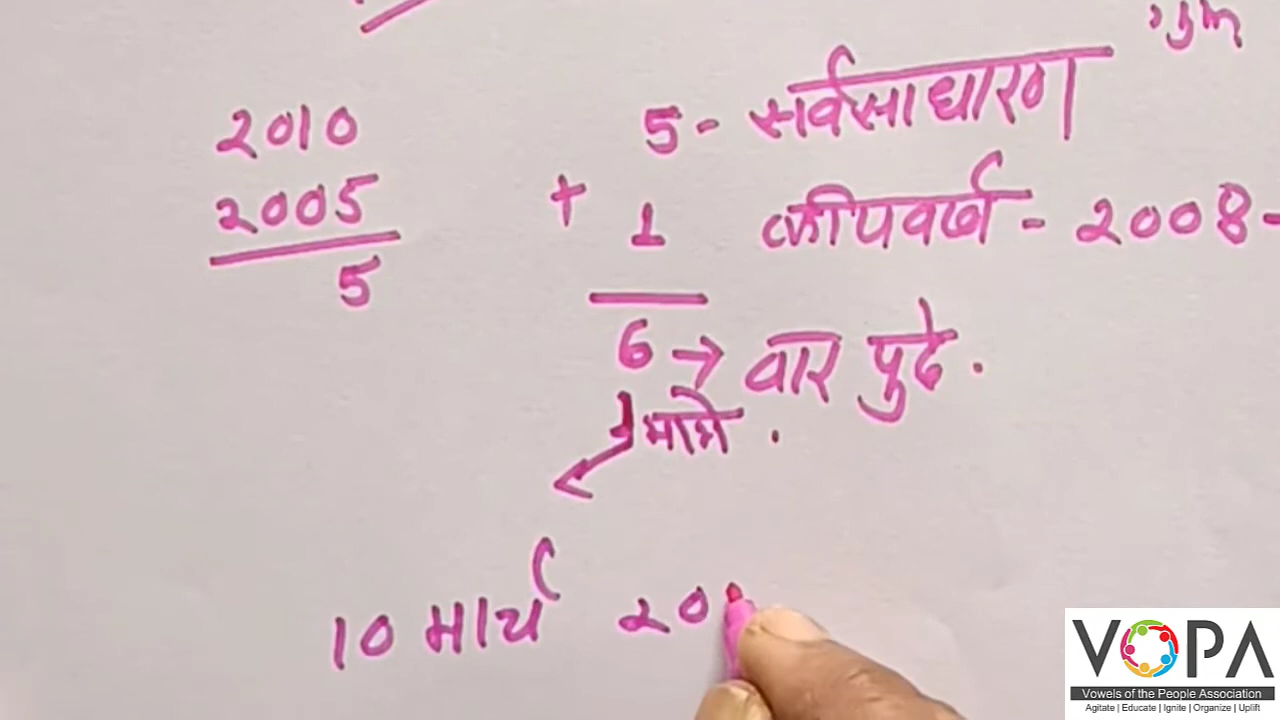 2010
2005
5
5 - सर्वसाधारण
+ 1 लीपवर्ष - 2008 -
6 → वार पुढे .
मागे .
10 मार्च 20
VOPA
Vowels of the People Association
Agitate | Educate | Ignite | Organize | Uplift